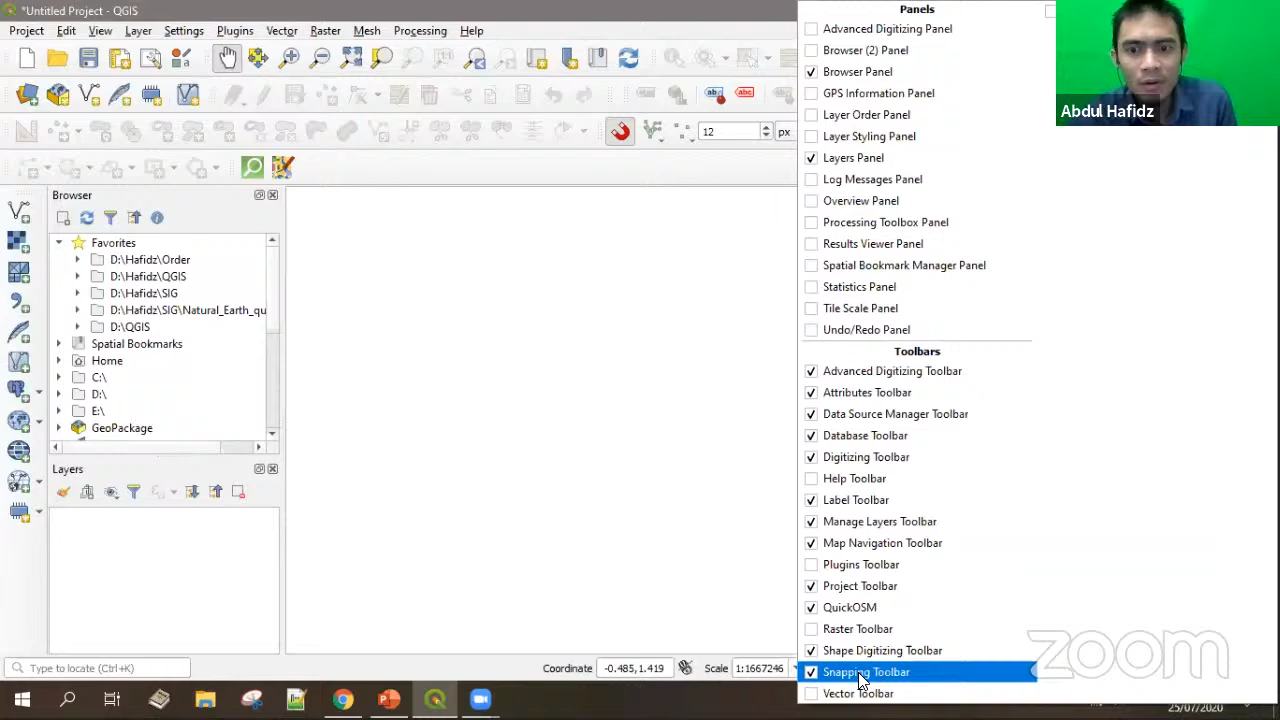 *Untitled Project - QGIS
Project Edit View Layer Settings Plugins Vector Raster Database Web Mesh Processing Help
abc abc
12 px
Browser
Favorites
D:\Hafidz\Order
D:\Hafidz\QGIS
D:\Hafidz\SIG
D:\Hafidz\SIG\Natural_Earth_qu
D:\QGIS
Spatial Bookmarks
Home
C:\
D:\
E:\
GeoPackage
Layers
Type to locate (Ctrl+K)
Coordinate -0.485,1.419 Scale 1:1667246
Panels
Advanced Digitizing Panel
Browser (2) Panel
Browser Panel
GPS Information Panel
Layer Order Panel
Layer Styling Panel
Layers Panel
Log Messages Panel
Overview Panel
Processing Toolbox Panel
Results Viewer Panel
Spatial Bookmark Manager Panel
Statistics Panel
Tile Scale Panel
Undo/Redo Panel
Toolbars
Advanced Digitizing Toolbar
Attributes Toolbar
Data Source Manager Toolbar
Database Toolbar
Digitizing Toolbar
Help Toolbar
Label Toolbar
Manage Layers Toolbar
Map Navigation Toolbar
Plugins Toolbar
Project Toolbar
QuickOSM
Raster Toolbar
Shape Digitizing Toolbar
Snapping Toolbar
Vector Toolbar
Abdul Hafidz
zoom
25/07/2020